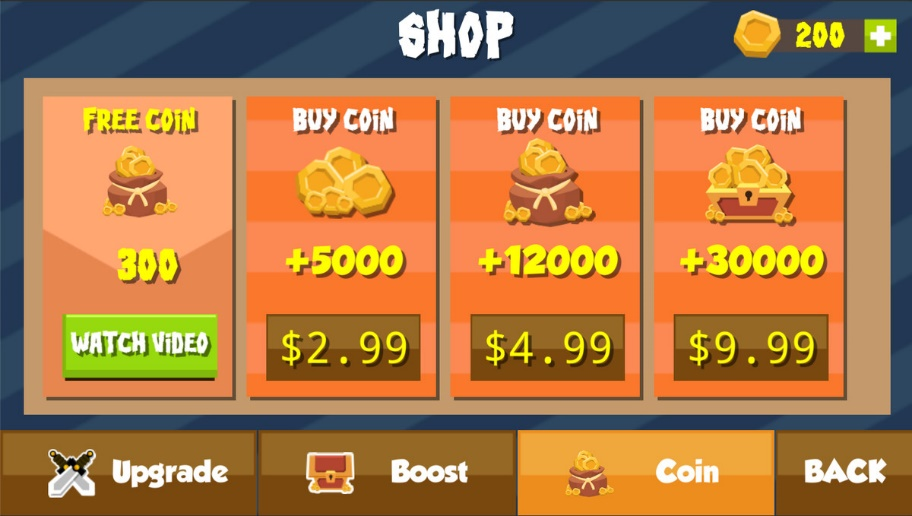 SHOP
200
FREE COIN
300
WATCH VIDEO
BUY COIN
+5000
$2.99
BUY COIN
+12000
$4.99
BUY COIN
+30000
$9.99
Upgrade
Boost
Coin
BACK